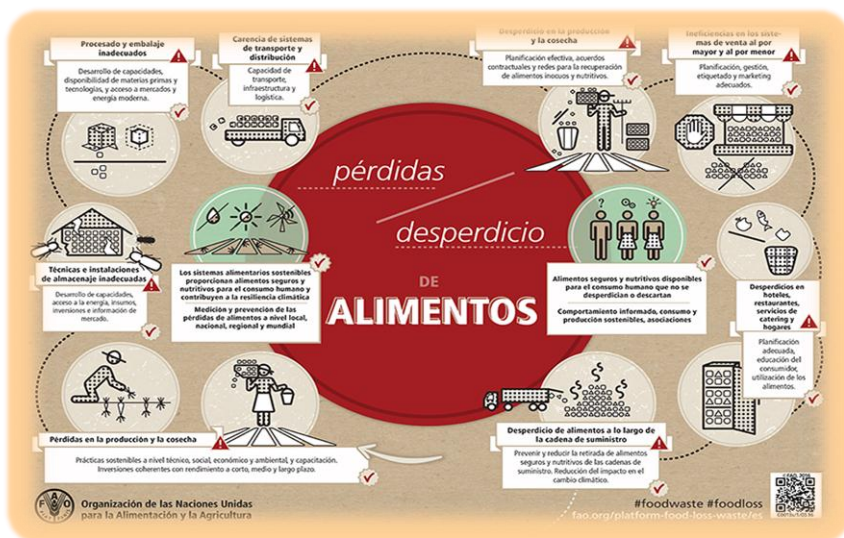 Procesado y embalaje
inadecuados
Desarrollo de capacidades,
disponibilidad de materias primas y
tecnologías, y acceso a mercados y
energía moderna.
Carencia de sistemas
de transporte y
distribución
Capacidad de
transporte,
infraestructura y
logística.
Desperdicio en la producción
y la cosecha
Planificación efectiva, acuerdos
contractuales y redes para la recuperación
de alimentos inocuos y nutritivos.
Ineficiencias en los siste-
mas de venta al por
mayor y al por menor
Planificación, gestión,
etiquetado y marketing
adecuados.
pérdidas
desperdicio
DE
ALIMENTOS
Técnicas e instalaciones
de almacenaje inadecuadas
Desarrollo de capacidades,
acceso a la energía, insumos,
inversiones e información de
mercado.
Los sistemas alimentarios sostenibles
proporcionan alimentos seguros y
nutritivos para el consumo humano y
contribuyen a la resiliencia climática
Medición y prevención de las
pérdidas de alimentos a nivel local,
nacional, regional y mundial
Alimentos seguros y nutritivos disponibles
para el consumo humano que no se
desperdician o descartan
Comportamiento informado, consumo y
producción sostenibles, asociaciones
Desperdicios en
hoteles,
restaurantes,
servicios de
catering y
hogares
Planificación
adecuada,
educación del
consumidor,
utilización de los
alimentos.
Pérdidas en la producción y la cosecha
Prácticas sostenibles a nivel técnico, social, económico y ambiental, y capacitación.
Inversiones coherentes con rendimiento a corto, medio y largo plazo.
Desperdicio de alimentos a lo largo de
la cadena de suministro
Prevenir y reducir la retirada de alimentos
seguros y nutritivos de las cadenas de
suministro. Reducción del impacto en el
cambio climático.
FAO
Organización de las Naciones Unidas
para la Alimentación y la Agricultura
#foodwaste #foodloss
fao.org/platform-food-loss-waste/es